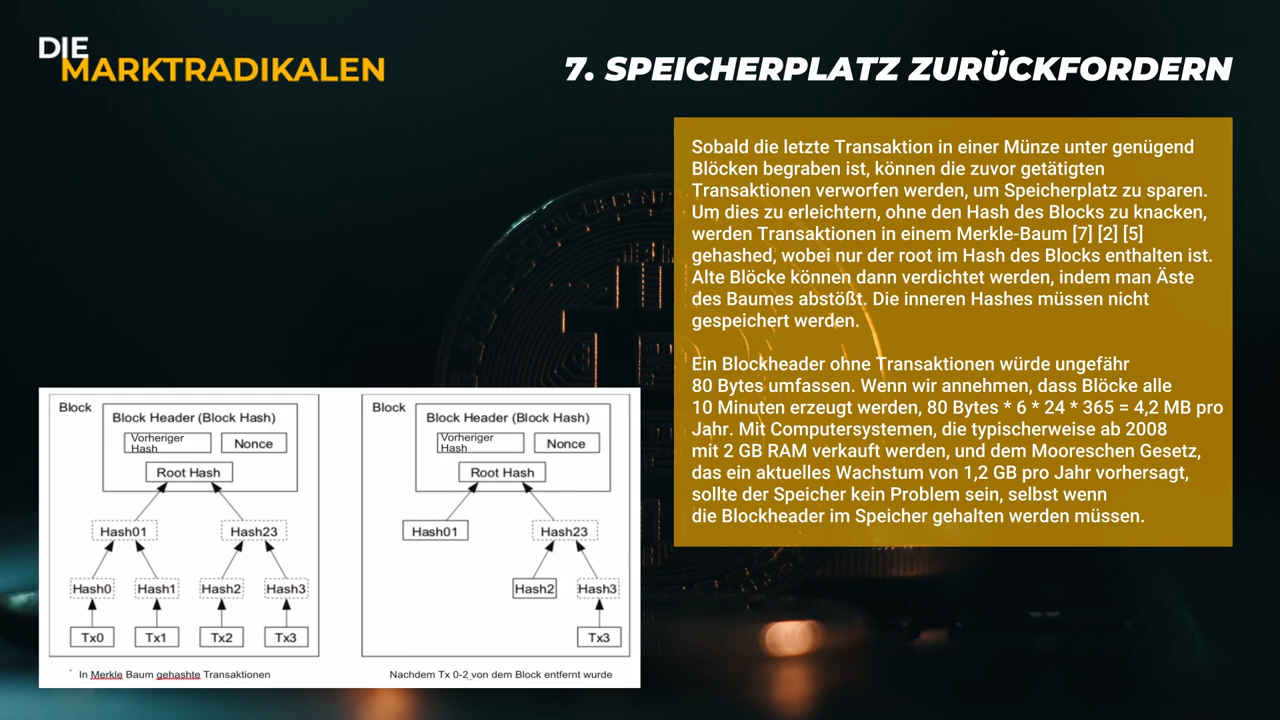 DIE
MARKTRADIKALEN
7. SPEICHERPLATZ ZURÜCKFORDERN
Sobald die letzte Transaktion in einer Münze unter genügend
Blöcken begraben ist, können die zuvor getätigten
Transaktionen verworfen werden, um Speicherplatz zu sparen.
Um dies zu erleichtern, ohne den Hash des Blocks zu knacken,
werden Transaktionen in einem Merkle-Baum [7] [2] [5]
gehashed, wobei nur der root im Hash des Blocks enthalten ist.
Alte Blöcke können dann verdichtet werden, indem man Äste
des Baumes abstößt. Die inneren Hashes müssen nicht
gespeichert werden.
Ein Blockheader ohne Transaktionen würde ungefähr
80 Bytes umfassen. Wenn wir annehmen, dass Blöcke alle
10 Minuten erzeugt werden, 80 Bytes * 6 * 24 * 365 = 4,2 MB pro
Jahr. Mit Computersystemen, die typischerweise ab 2008
mit 2 GB RAM verkauft werden, und dem Mooreschen Gesetz,
das ein aktuelles Wachstum von 1,2 GB pro Jahr vorhersagt,
sollte der Speicher kein Problem sein, selbst wenn
die Blockheader im Speicher gehalten werden müssen.
Block
Block Header (Block Hash)
Vorheriger
Hash
Nonce
Root Hash
Hash01
Hash23
Hash0
Hash1
Hash2
Hash3
Tx0
Tx1
Tx2
Tx3
In Merkle Baum gehashte Transaktionen
Block
Block Header (Block Hash)
Vorheriger
Hash
Nonce
Root Hash
Hash01
Hash23
Hash2
Hash3
Tx3
Nachdem Tx 0-2 von dem Block entfernt wurde